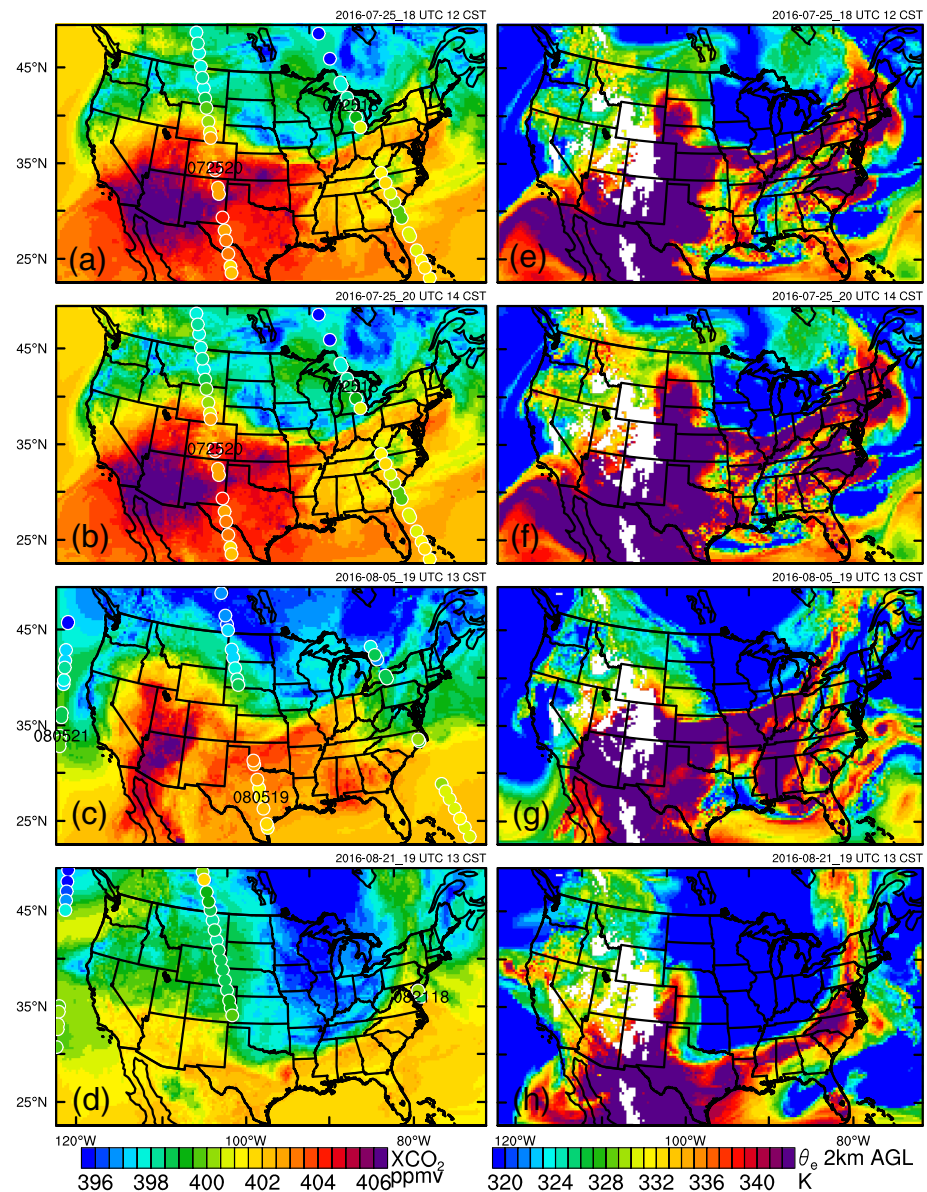 2016-07-25_18 UTC 12 CST
2016-07-25_18 UTC 12 CST
45°N
35°N
25°N
072518
072520
(a)
(e)
2016-07-25_20 UTC 14 CST
2016-07-25_20 UTC 14 CST
45°N
35°N
25°N
072518
072520
(b)
(f)
2016-08-05_19 UTC 13 CST
2016-08-05_19 UTC 13 CST
45°N
35°N
25°N
080521
080519
(c)
(g)
2016-08-21_19 UTC 13 CST
2016-08-21_19 UTC 13 CST
45°N
35°N
25°N
082118
(d)
(h)
120°W 100°W 80°W
120°W 100°W 80°W
XCO₂
ppmv
396 398 400 402 404 406
θₑ 2km AGL
K
320 324 328 332 336 340